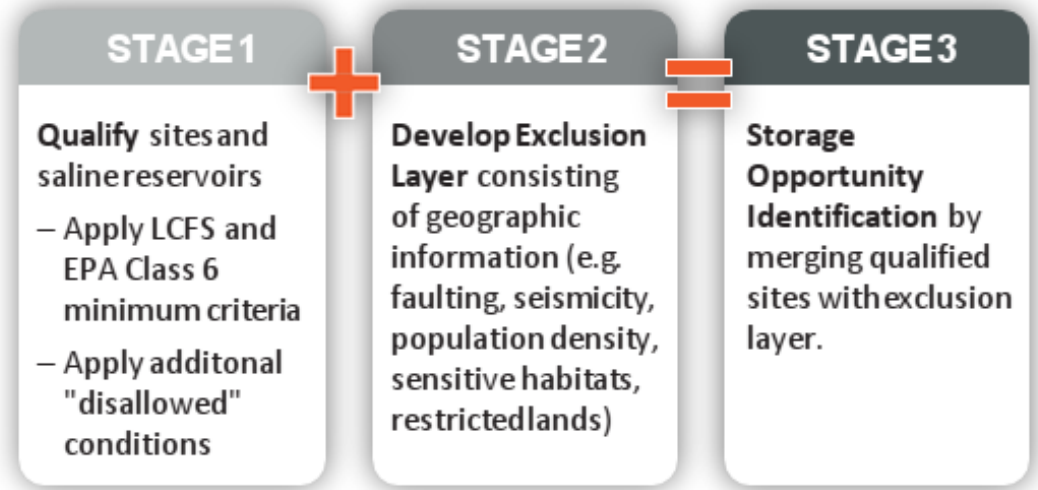 STAGE 1
Qualify sites and
saline reservoirs
– Apply LCFS and
EPA Class 6
minimum criteria
– Apply additonal
"disallowed"
conditions
+
STAGE 2
Develop Exclusion
Layer consisting
of geographic
information (e.g.
faulting, seismicity,
population density,
sensitive habitats,
restricted lands)
=
STAGE 3
Storage
Opportunity
Identification by
merging qualified
sites with exclusion
layer.